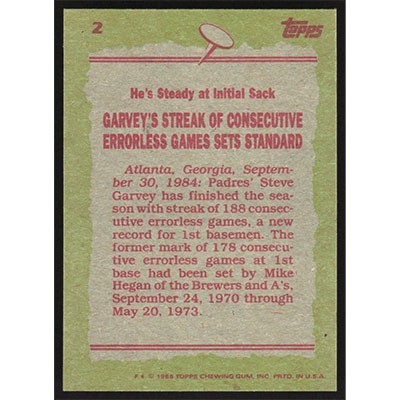 2
topps
He's Steady at Initial Sack
GARVEY'S STREAK OF CONSECUTIVE
ERRORLESS GAMES SETS STANDARD
Atlanta, Georgia, Septem-
ber 30, 1984: Padres' Steve
Garvey has finished the sea-
son with streak of 188 consec-
utive errorless games, a
new record for 1st basemen. The
former mark of 178 consecu-
tive errorless games at 1st
base had been set by Mike
Hegan of the Brewers and A's,
September 24, 1970 through
May 20, 1973.
© 1985 TOPPS CHEWING GUM, INC. PRTD. IN U.S.A.